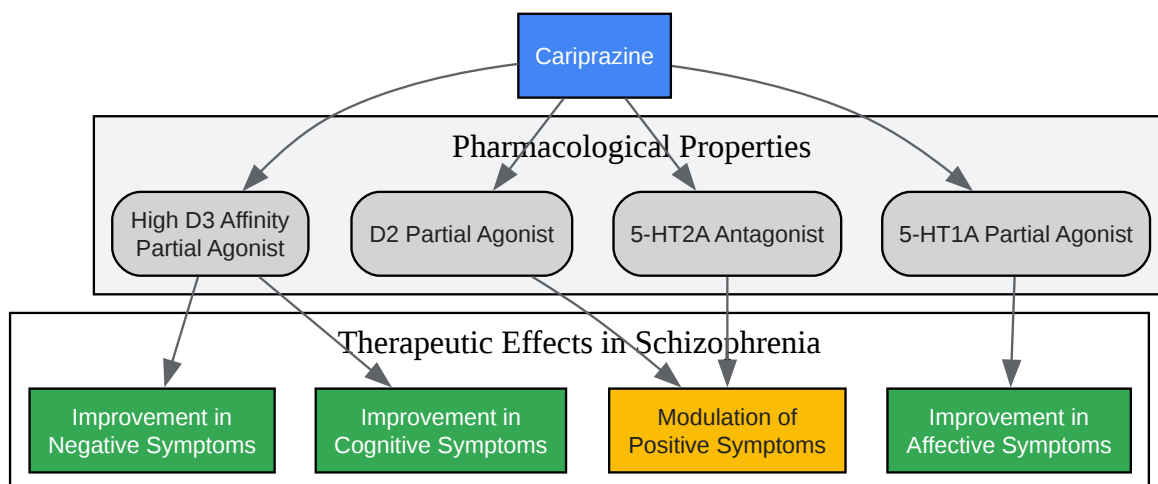 Cariprazine
Pharmacological Properties
High D3 Affinity
Partial Agonist
D2 Partial Agonist
5-HT2A Antagonist
5-HT1A Partial Agonist
Therapeutic Effects in Schizophrenia
Improvement in
Negative Symptoms
Improvement in
Cognitive Symptoms
Modulation of
Positive Symptoms
Improvement in
Affective Symptoms